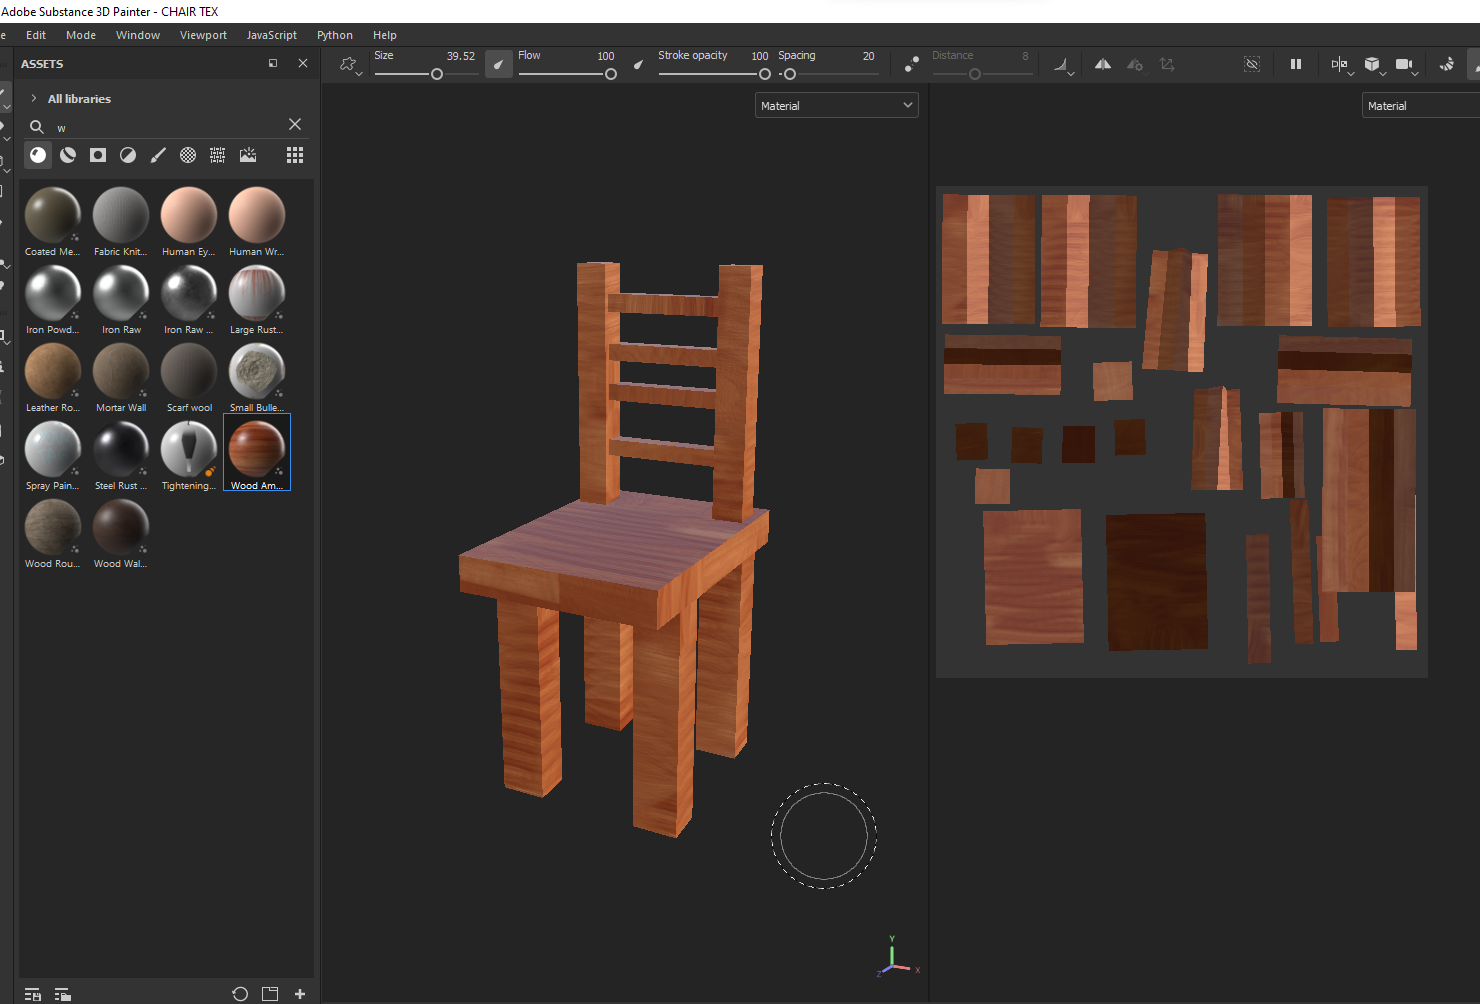 Adobe Substance 3D Painter - CHAIR TEX
e Edit Mode Window Viewport JavaScript Python Help
ASSETS
Size 39.52 Flow 100 Stroke opacity 100 Spacing 20 Distance 8
All libraries
w
Material
Material
Coated Me... Fabric Knit... Human Ey... Human Wr...
Iron Powd... Iron Raw Iron Raw ... Large Rust...
Leather Ro... Mortar Wall Scarf wool Small Bulle...
Spray Pain... Steel Rust ... Tightening... Wood Am...
Wood Rou... Wood Wal...
Y
Z X